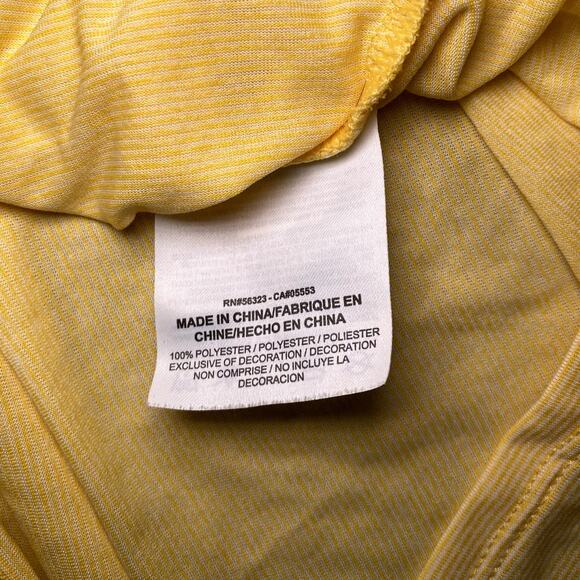 RN#56323 - CA#05553
MADE IN CHINA/FABRIQUE EN
CHINE/HECHO EN CHINA
100% POLYESTER / POLYESTER / POLIESTER
EXCLUSIVE OF DECORATION / DECORATION
NON COMPRISE / NO INCLUYE LA
DECORACION